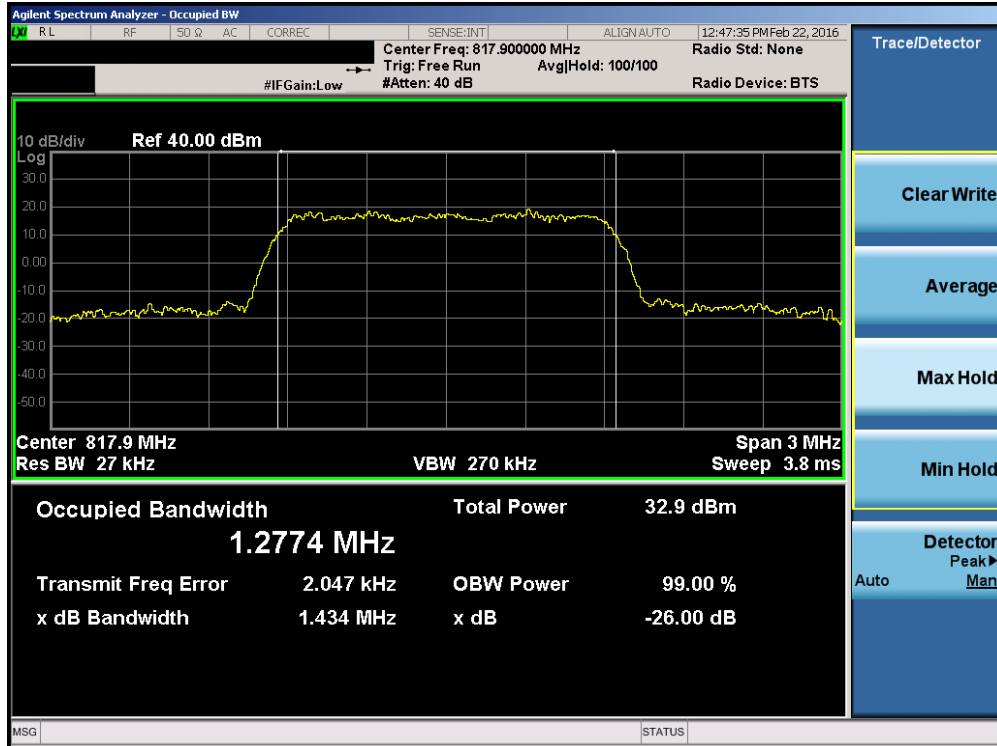 Agilent Spectrum Analyzer - Occupied BW
LXI RL RF 50 Ω AC CORREC SENSE:INT ALIGN AUTO 12:47:35 PM Feb 22, 2016
Center Freq: 817.900000 MHz Radio Std: None
Trig: Free Run Avg|Hold: 100/100
#IFGain:Low #Atten: 40 dB Radio Device: BTS
10 dB/div Ref 40.00 dBm
Log
30.0
20.0
10.0
0.00
-10.0
-20.0
-30.0
-40.0
-50.0
Center 817.9 MHz Span 3 MHz
Res BW 27 kHz VBW 270 kHz Sweep 3.8 ms
Occupied Bandwidth Total Power 32.9 dBm
1.2774 MHz
Transmit Freq Error 2.047 kHz OBW Power 99.00 %
x dB Bandwidth 1.434 MHz x dB -26.00 dB
MSG STATUS
Trace/Detector
Clear Write
Average
Max Hold
Min Hold
Detector
Peak▶
Auto Man